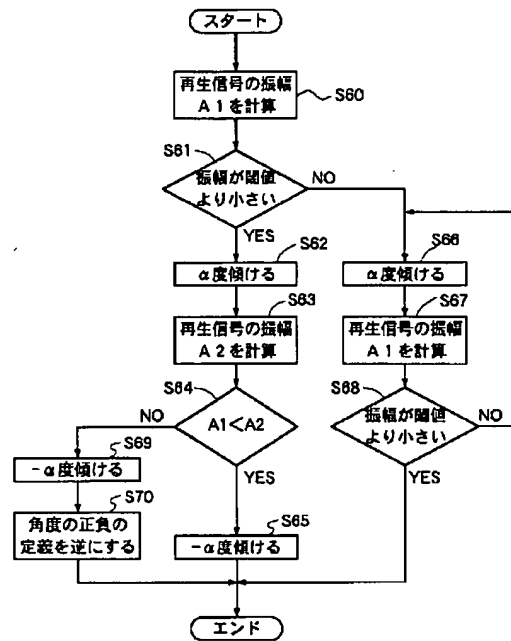 スタート
再生信号の振幅
A1を計算
S60
S61
振幅が閾値
より小さい
NO
YES
S62
α度傾ける
S66
α度傾ける
S63
再生信号の振幅
A2を計算
S67
再生信号の振幅
A1を計算
S64
A1<A2
NO
YES
S68
振幅が閾値
より小さい
NO
YES
S69
-α度傾ける
S70
角度の正負の
定義を逆にする
S65
-α度傾ける
エンド